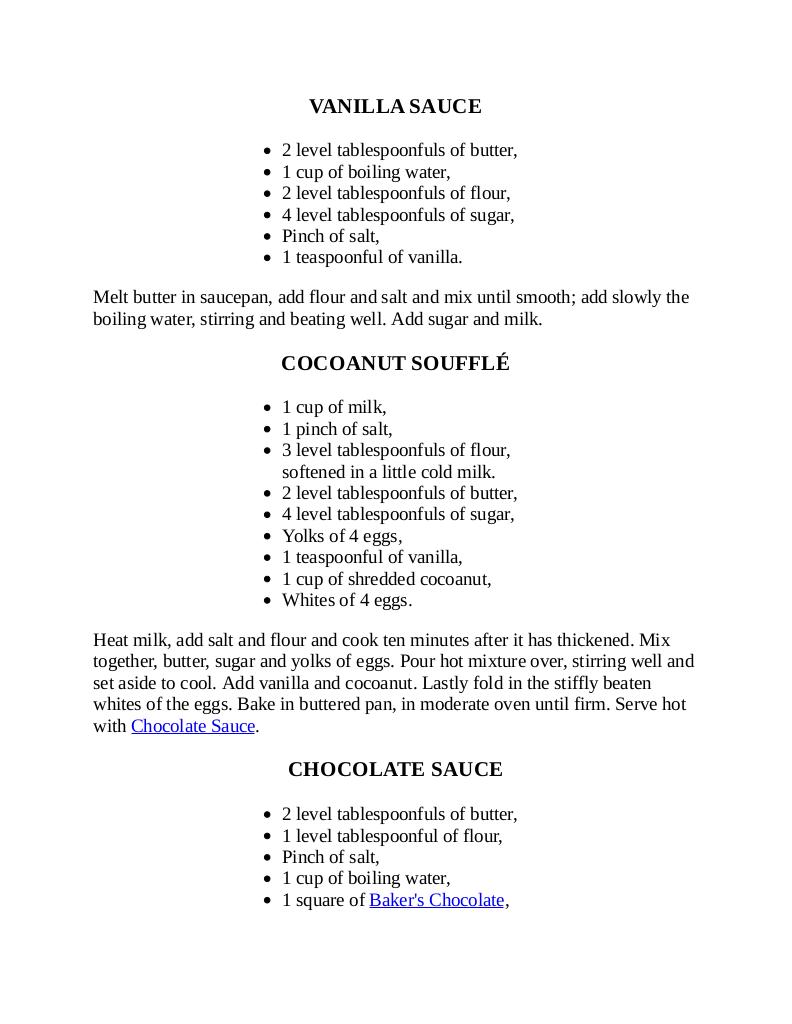 VANILLA SAUCE
• 2 level tablespoonfuls of butter,
• 1 cup of boiling water,
• 2 level tablespoonfuls of flour,
• 4 level tablespoonfuls of sugar,
• Pinch of salt,
• 1 teaspoonful of vanilla.
Melt butter in saucepan, add flour and salt and mix until smooth; add slowly the
boiling water, stirring and beating well. Add sugar and milk.
COCOANUT SOUFFLÉ
• 1 cup of milk,
• 1 pinch of salt,
• 3 level tablespoonfuls of flour,
softened in a little cold milk.
• 2 level tablespoonfuls of butter,
• 4 level tablespoonfuls of sugar,
• Yolks of 4 eggs,
• 1 teaspoonful of vanilla,
• 1 cup of shredded cocoanut,
• Whites of 4 eggs.
Heat milk, add salt and flour and cook ten minutes after it has thickened. Mix
together, butter, sugar and yolks of eggs. Pour hot mixture over, stirring well and
set aside to cool. Add vanilla and cocoanut. Lastly fold in the stiffly beaten
whites of the eggs. Bake in buttered pan, in moderate oven until firm. Serve hot
with Chocolate Sauce.
CHOCOLATE SAUCE
• 2 level tablespoonfuls of butter,
• 1 level tablespoonful of flour,
• Pinch of salt,
• 1 cup of boiling water,
• 1 square of Baker's Chocolate,